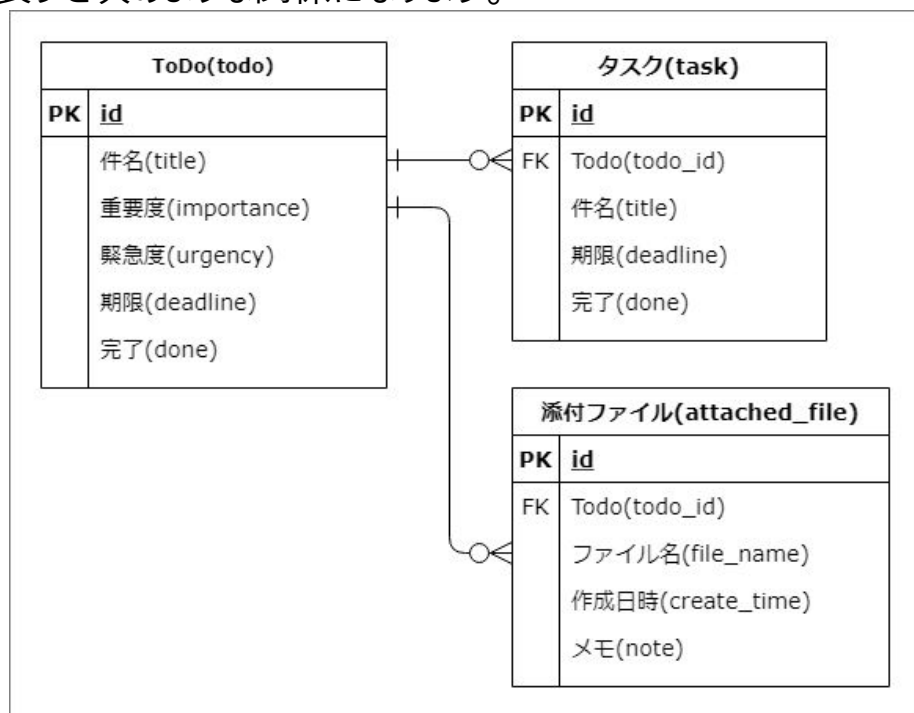 ToDo(todo)
PK id
件名(title)
重要度(importance)
緊急度(urgency)
期限(deadline)
完了(done)
タスク(task)
PK id
FK Todo(todo_id)
件名(title)
期限(deadline)
完了(done)
添付ファイル(attached_file)
PK id
FK Todo(todo_id)
ファイル名(file_name)
作成日時(create_time)
メモ(note)